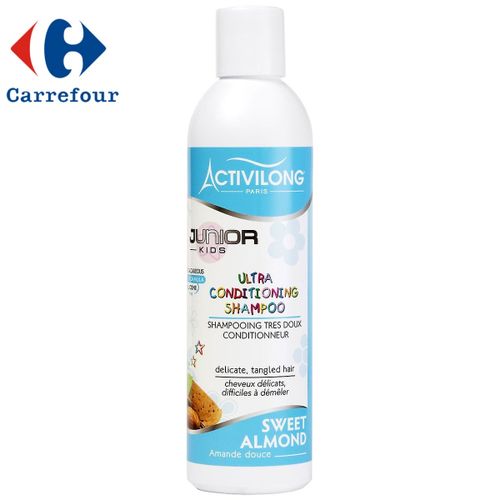 Carrefour
ACTIVILONG
PARIS
JUNIOR
KIDS
ULTRA
CONDITIONING
SHAMPOO
SHAMPOOING TRES DOUX
CONDITIONNEUR
delicate, tangled hair
cheveux délicats,
difficiles à démêler
SWEET
ALMOND
Amande douce